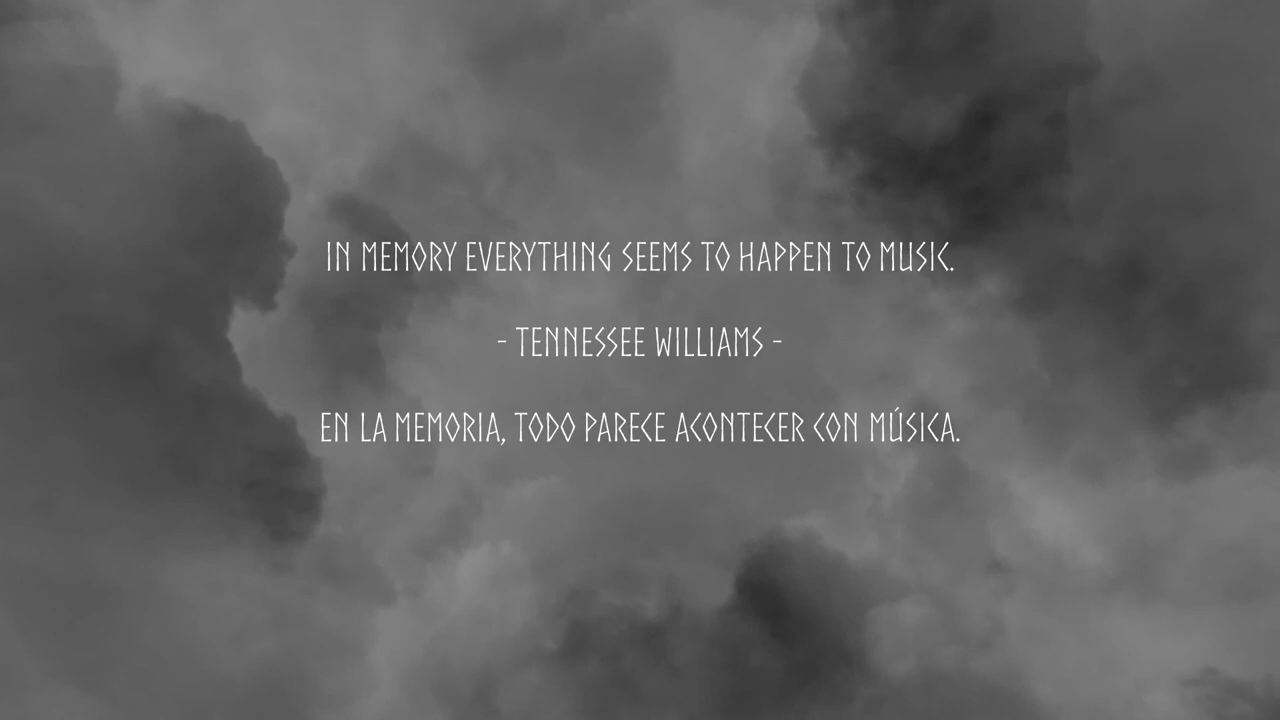 IN MEMORY EVERYTHING SEEMS TO HAPPEN TO MUSIC.
- TENNESSEE WILLIAMS -
EN LA MEMORIA, TODO PARECE ACONTECER CON MÚSICA.